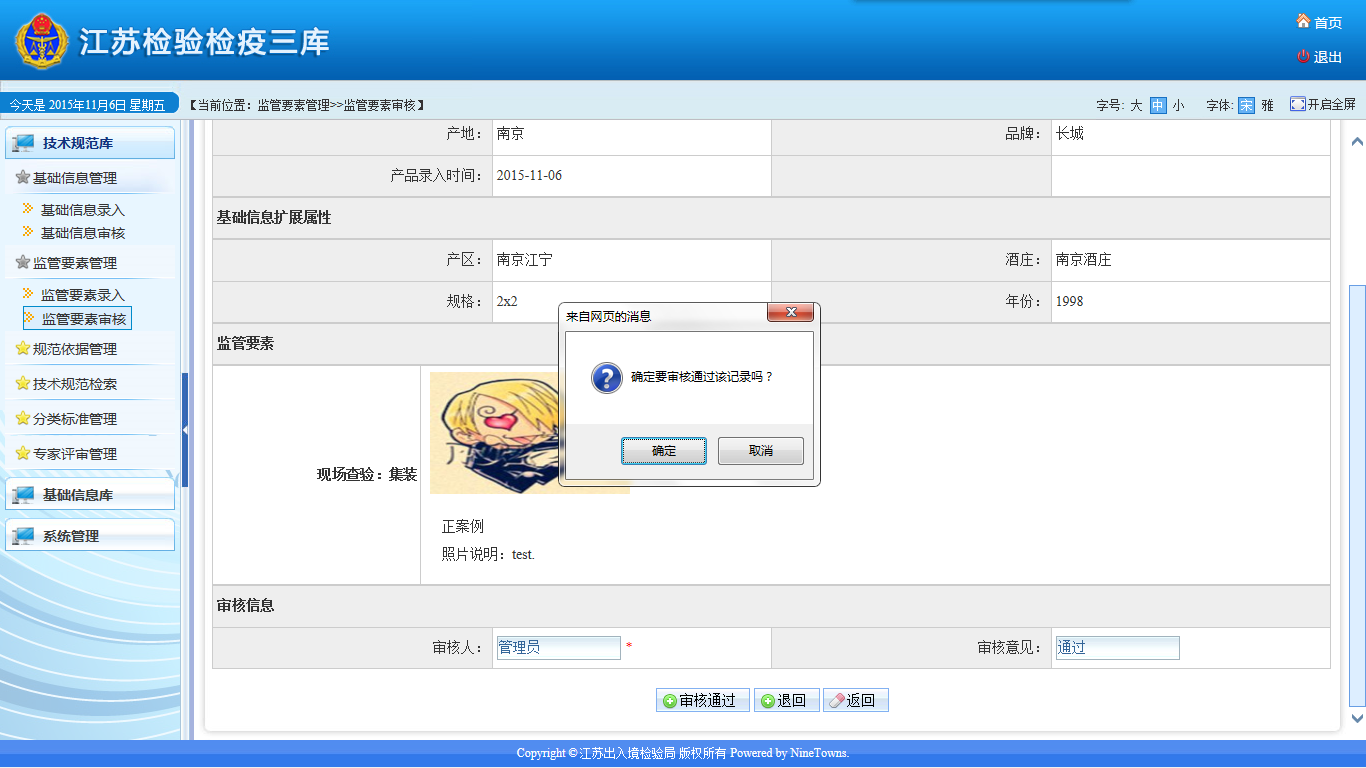 江苏检验检疫三库
首页
退出
今天是 2015年11月6日 星期五
【当前位置：监管要素管理>>监管要素审核】
字号： 大 中 小 字体： 宋 雅 开启全屏
技术规范库
基础信息管理
基础信息录入
基础信息审核
监管要素管理
监管要素录入
监管要素审核
规范依据管理
技术规范检索
分类标准管理
专家评审管理
基础信息库
系统管理
产地： 南京 品牌： 长城
产品录入时间： 2015-11-06
基础信息扩展属性
产区： 南京江宁 酒庄： 南京酒庄
规格： 2x2 年份： 1998
监管要素
现场查验：集装
正案例
照片说明：test.
来自网页的消息
确定要审核通过该记录吗？
确定 取消
审核信息
审核人： 管理员 * 审核意见： 通过
审核通过 退回 返回
Copyright © 江苏出入境检验局 版权所有 Powered by NineTowns.